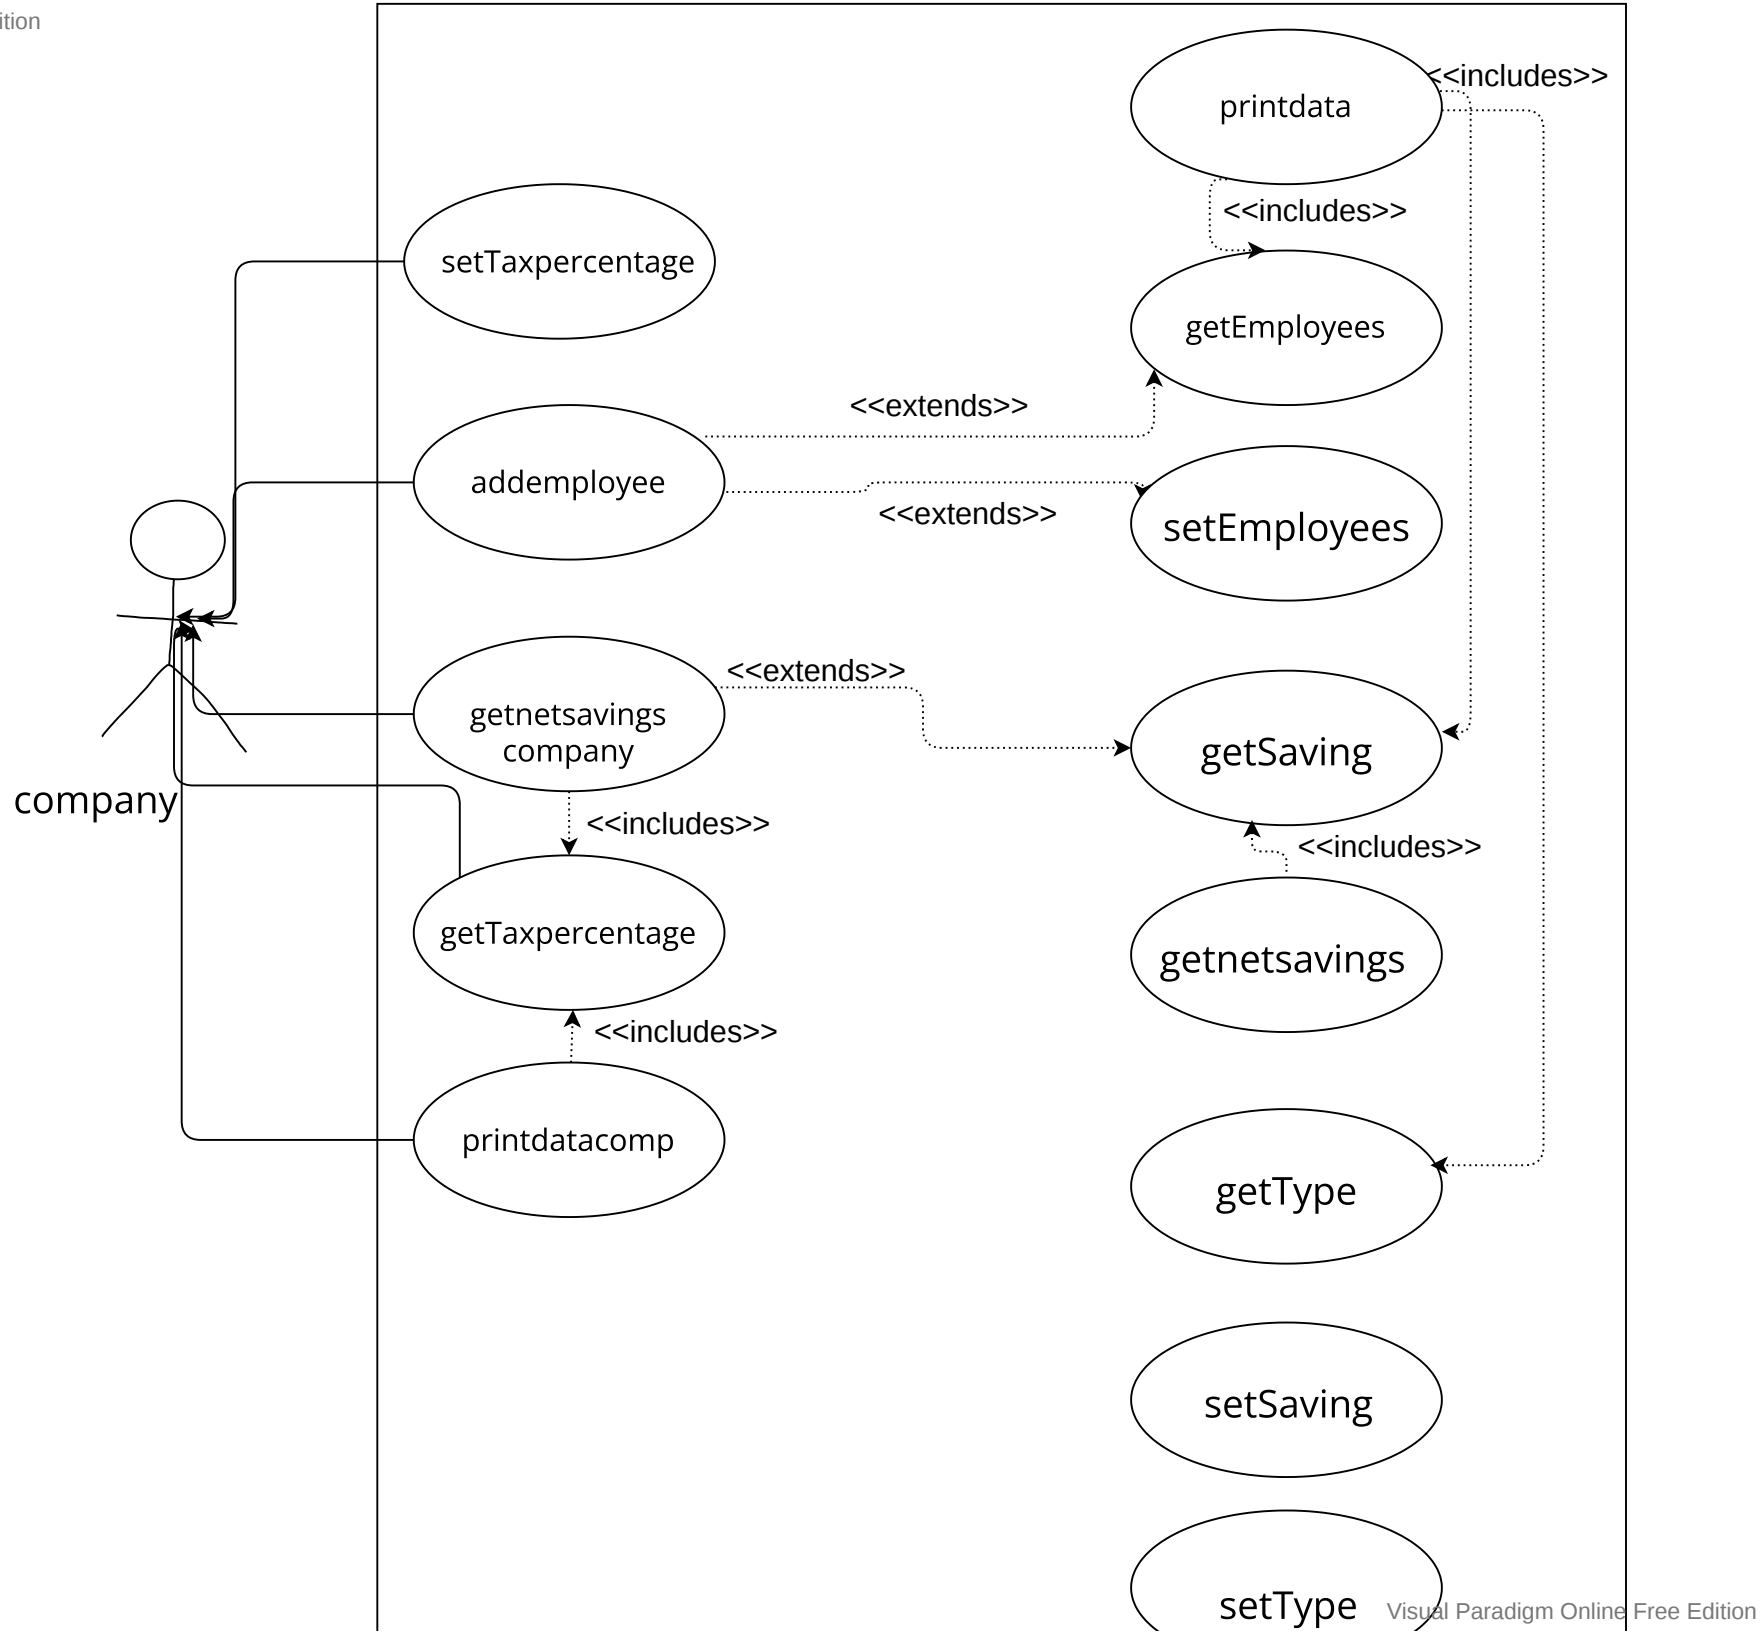 ition
<<includes>>
printdata
<<includes>>
setTaxpercentage
getEmployees
<<extends>>
addemployee
<<extends>>
setEmployees
<<extends>>
getnetsavings
company
getSaving
company
<<includes>>
<<includes>>
getTaxpercentage
getnetsavings
<<includes>>
printdatacomp
getType
setSaving
setType
Visual Paradigm Online Free Edition